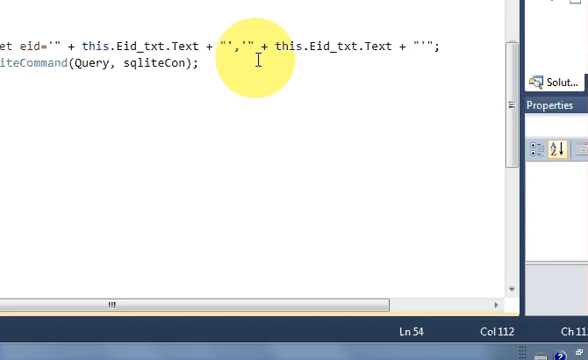 et eid='" + this.Eid_txt.Text + "','" + this.Eid_txt.Text + "'";
iteCommand(Query, sqliteCon);
Solut...
Properties
Ln 54
Col 112
Ch 11